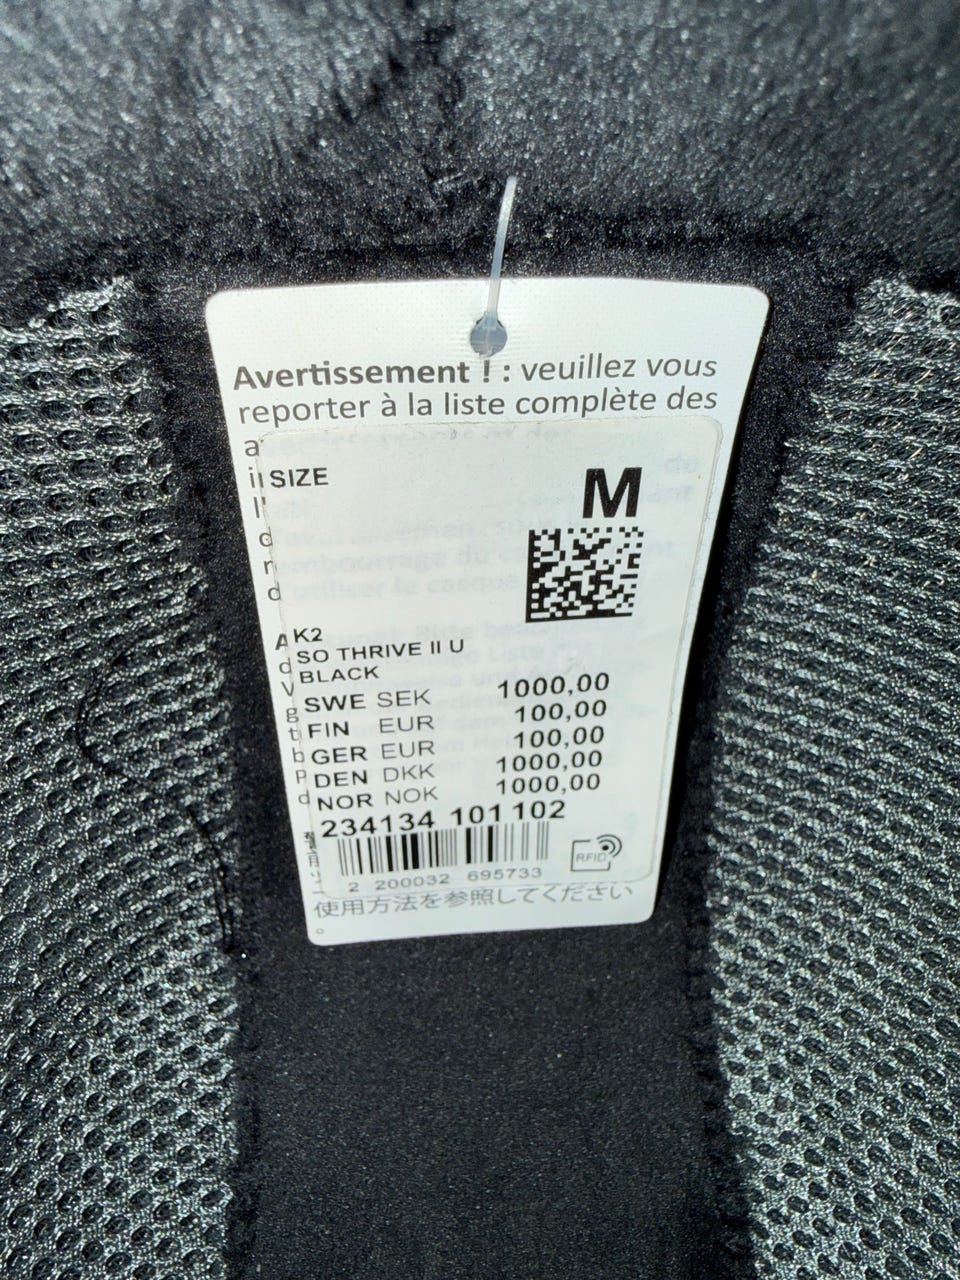 Avertissement ! : veuillez vous
reporter à la liste complète des
SIZE
M
K2
SO THRIVE II U
BLACK
SWE SEK 1000,00
FIN EUR 100,00
GER EUR 100,00
DEN DKK 1000,00
NOR NOK 1000,00
234134 101 102
RFID
2 200032 695733
使用方法を参照してください
。